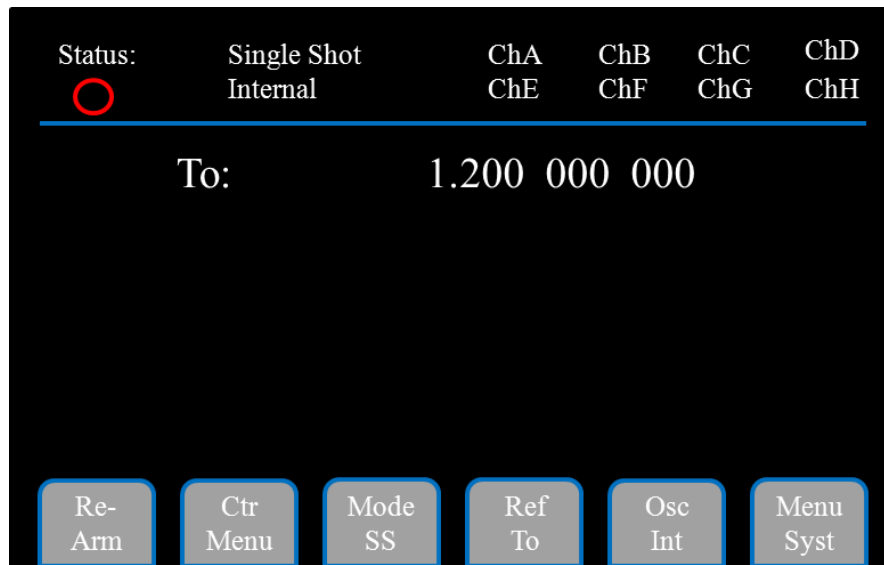 Status: Single Shot ChA ChB ChC ChD
Internal ChE ChF ChG ChH
To: 1.200 000 000
Re- Ctr Mode Ref Osc Menu
Arm Menu SS To Int Syst